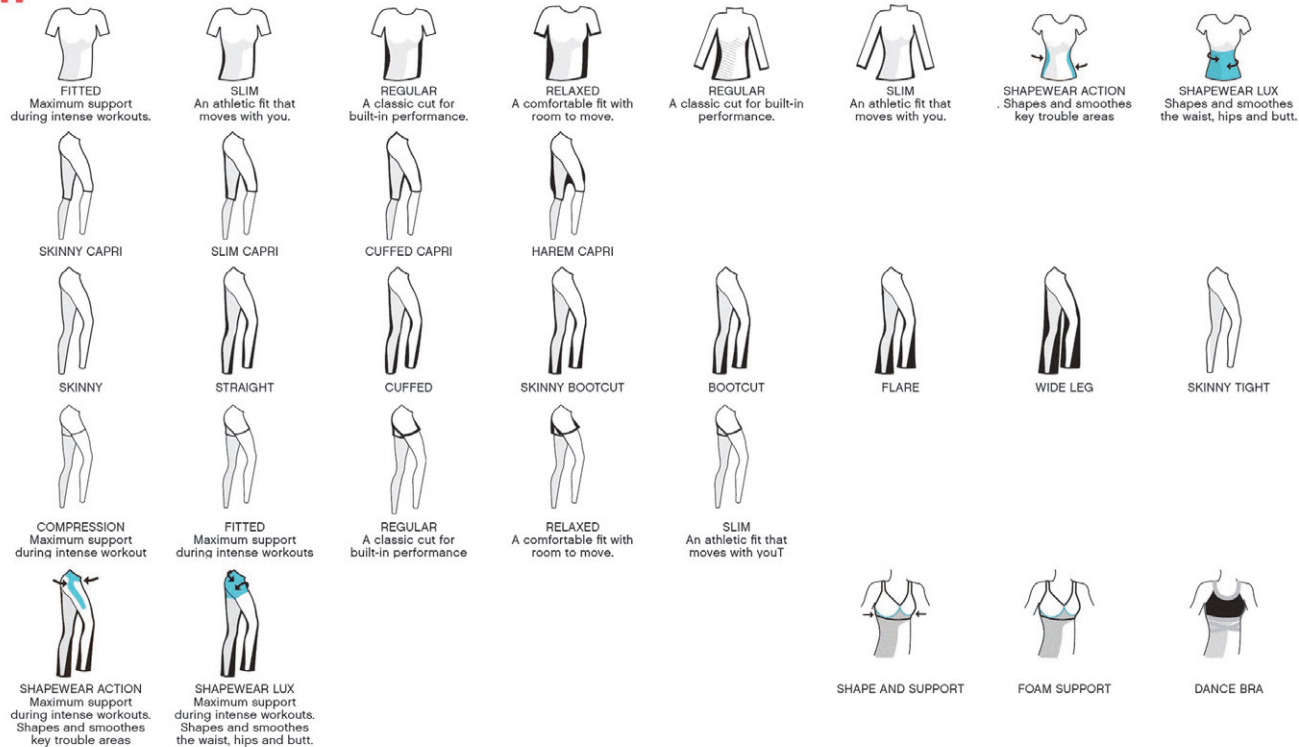 FITTED
Maximum support
during intense workouts.
SLIM
An athletic fit that
moves with you.
REGULAR
A classic cut for
built-in performance.
RELAXED
A comfortable fit with
room to move.
REGULAR
A classic cut for built-in
performance.
SLIM
An athletic fit that
moves with you.
SHAPEWEAR ACTION
. Shapes and smoothes
key trouble areas
SHAPEWEAR LUX
Shapes and smoothes
the waist, hips and butt.
SKINNY CAPRI
SLIM CAPRI
CUFFED CAPRI
HAREM CAPRI
SKINNY
STRAIGHT
CUFFED
SKINNY BOOTCUT
BOOTCUT
FLARE
WIDE LEG
SKINNY TIGHT
COMPRESSION
Maximum support
during intense workout
FITTED
Maximum support
during intense workouts
REGULAR
A classic cut for
built-in performance
RELAXED
A comfortable fit with
room to move.
SLIM
An athletic fit that
moves with youT
SHAPEWEAR ACTION
Maximum support
during intense workouts.
Shapes and smoothes
key trouble areas
SHAPEWEAR LUX
Maximum support
during intense workouts.
Shapes and smoothes
the waist, hips and butt.
SHAPE AND SUPPORT
FOAM SUPPORT
DANCE BRA